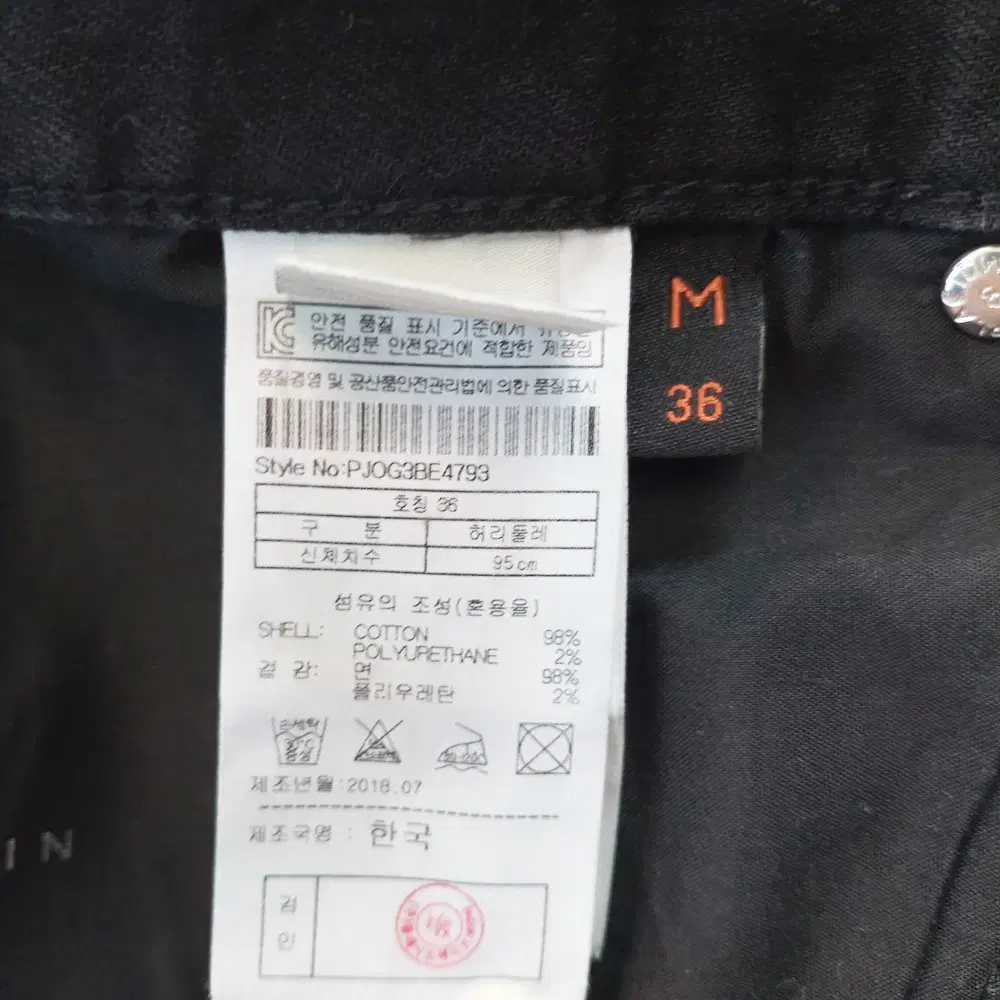 안전 품질 표시 기준에서
유해성분 안전요건에 적합한 제품임
품질경영 및 공산품안전관리법에 의한 품질표시
Style No:PJOG3BE4793
호칭 36
구 분 허리둘레
신체치수 95cm
섬유의 조성(혼용율)
SHELL: COTTON 98%
POLYURETHANE 2%
겉 감: 면 98%
폴리우레탄 2%
손세탁
제조년월:2018.07
제조국명 : 한국
검
인
M
36
IN